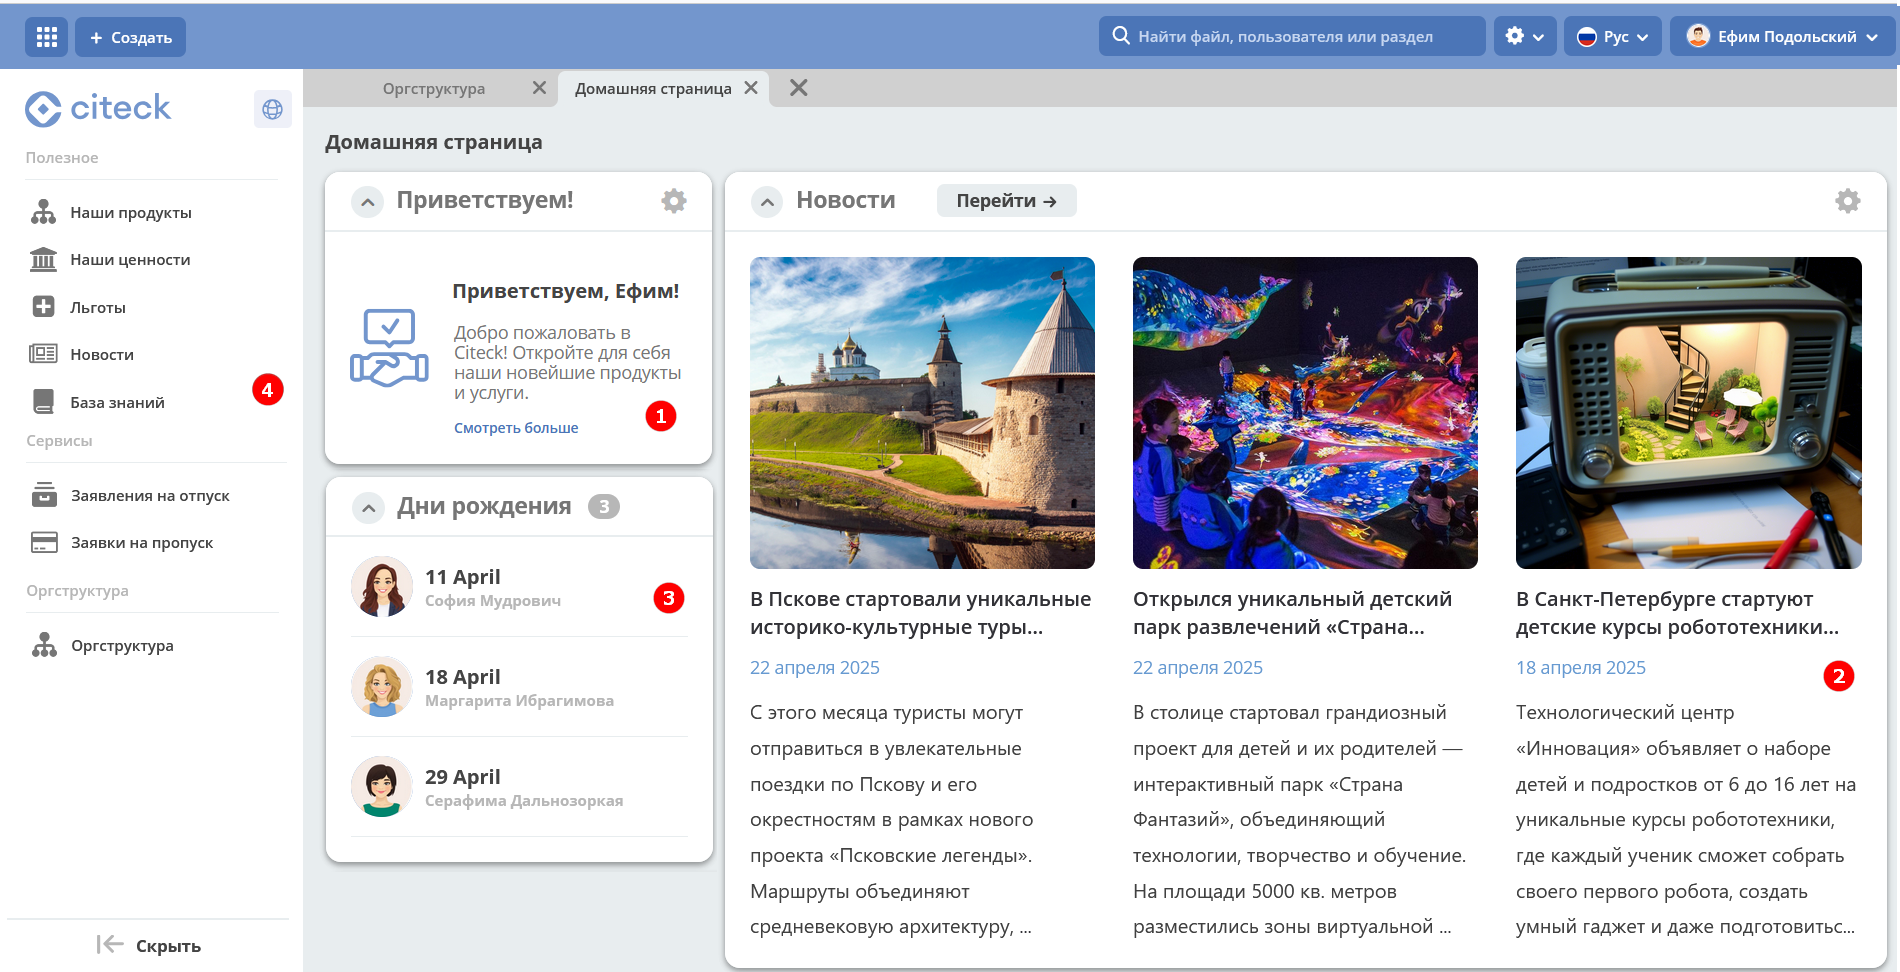 + Создать
Найти файл, пользователя или раздел
Рус
Ефим Подольский
citeck
Оргструктура
Домашняя страница
Полезное
Наши продукты
Наши ценности
Льготы
Новости
База знаний
4
Сервисы
Заявления на отпуск
Заявки на пропуск
Оргструктура
Оргструктура
Скрыть
Домашняя страница
Приветствуем!
Приветствуем, Ефим!
Добро пожаловать в
Citeck! Откройте для себя
наши новейшие продукты
и услуги.
1
Смотреть больше
Дни рождения 3
11 April
София Мудрович
3
18 April
Маргарита Ибрагимова
29 April
Серафима Дальнозоркая
Новости
Перейти →
В Пскове стартовали уникальные
историко-культурные туры...
22 апреля 2025
С этого месяца туристы могут
отправиться в увлекательные
поездки по Пскову и его
окрестностям в рамках нового
проекта «Псковские легенды».
Маршруты объединяют
средневековую архитектуру, ...
Открылся уникальный детский
парк развлечений «Страна...
22 апреля 2025
В столице стартовал грандиозный
проект для детей и их родителей —
интерактивный парк «Страна
Фантазий», объединяющий
технологии, творчество и обучение.
На площади 5000 кв. метров
разместились зоны виртуальной ...
В Санкт-Петербурге стартуют
детские курсы робототехники...
18 апреля 2025
2
Технологический центр
«Инновация» объявляет о наборе
детей и подростков от 6 до 16 лет на
уникальные курсы робототехники,
где каждый ученик сможет собрать
своего первого робота, создать
умный гаджет и даже подготовитьс...